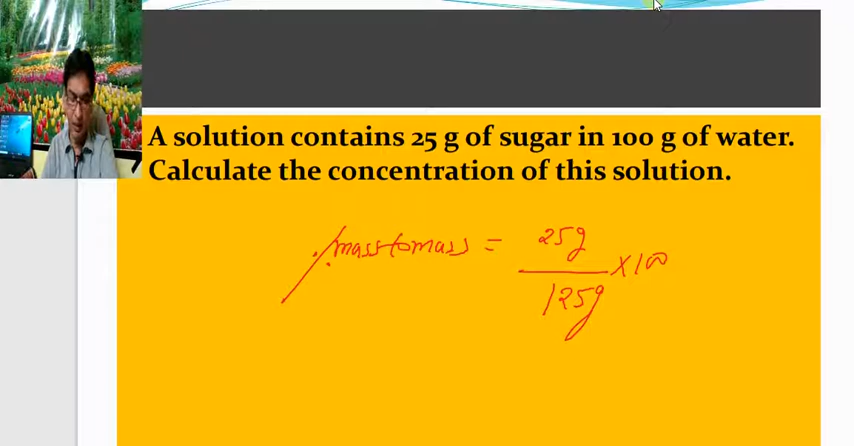 A solution contains 25 g of sugar in 100 g of water.
Calculate the concentration of this solution.
% mass to mass = 25g / 125g × 100